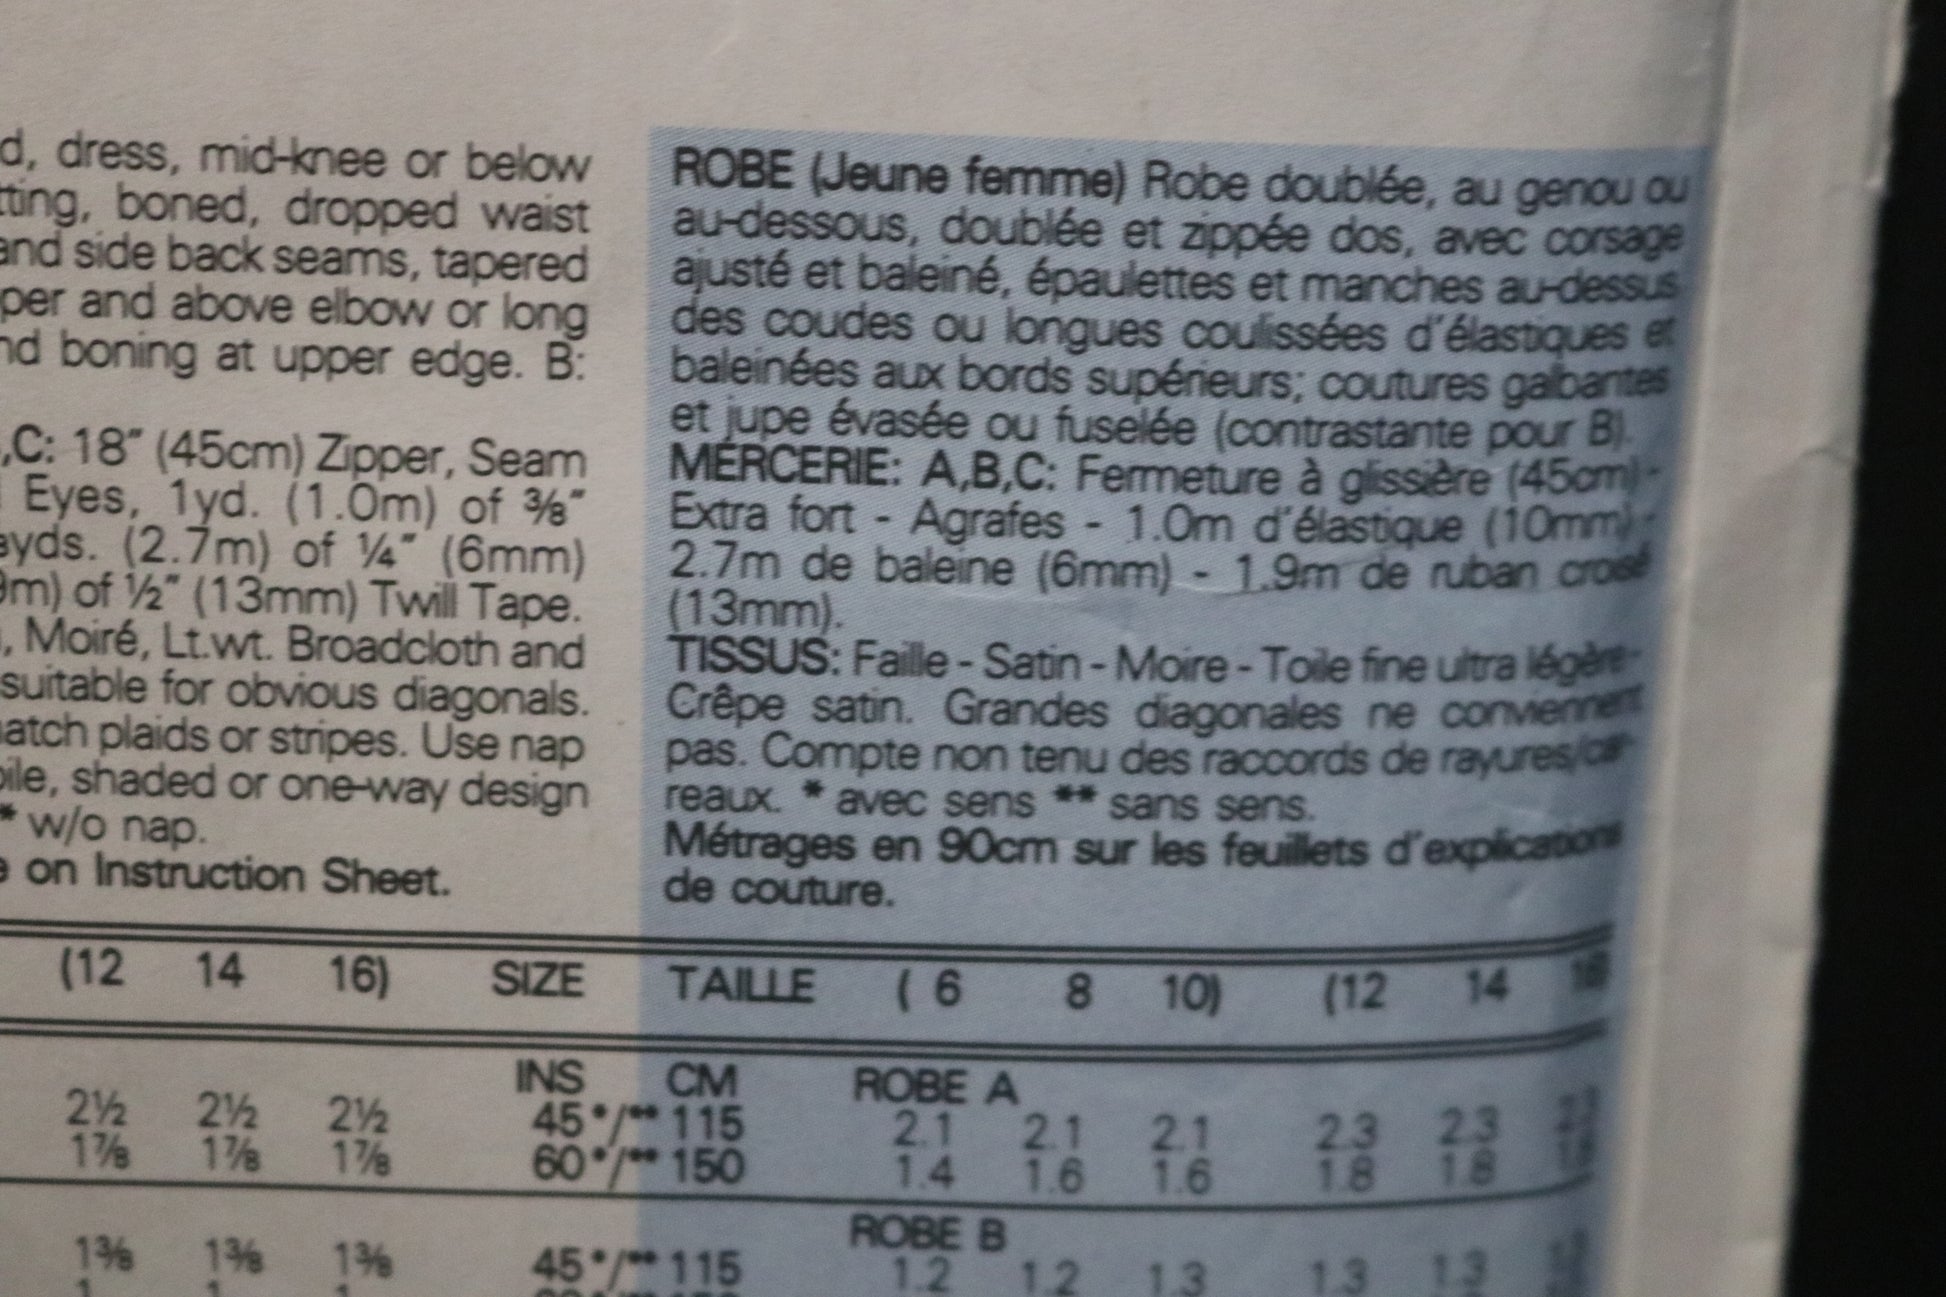 d, dress, mid-knee or below
tting, boned, dropped waist
and side back seams, tapered
per and above elbow or long
nd boning at upper edge. B:
,C: 18" (45cm) Zipper, Seam
Eyes, 1yd. (1.0m) of ⅜"
yds. (2.7m) of ¼" (6mm)
9m) of ½" (13mm) Twill Tape.
, Moiré, Lt.wt. Broadcloth and
suitable for obvious diagonals.
atch plaids or stripes. Use nap
pile, shaded or one-way design
* w/o nap.
e on Instruction Sheet.
ROBE (Jeune femme) Robe doublée, au genou ou
au-dessous, doublée et zippée dos, avec corsage
ajusté et baleiné, épaulettes et manches au-dessus
des coudes ou longues coulissées d'élastiques et
baleinées aux bords supérieurs; coutures galbantes
et jupe évasée ou fuselée (contrastante pour B).
MERCERIE: A,B,C: Fermeture à glissière (45cm) -
Extra fort - Agrafes - 1.0m d'élastique (10mm) -
2.7m de baleine (6mm) - 1.9m de ruban croisé
(13mm).
TISSUS: Faille - Satin - Moire - Toile fine ultra légère -
Crêpe satin. Grandes diagonales ne conviennent
pas. Compte non tenu des raccords de rayures/car-
reaux. * avec sens ** sans sens.
Métrages en 90cm sur les feuillets d'explications
de couture.
(12 14 16) SIZE TAILLE ( 6 8 10) (12 14 16)
INS CM ROBE A
2½ 2½ 2½ 45*/** 115 2.1 2.1 2.1 2.3 2.3
1⅞ 1⅞ 1⅞ 60*/** 150 1.4 1.6 1.6 1.8 1.8
ROBE B
1⅜ 1⅜ 1⅜ 45*/** 115 1.2 1.2 1.3 1.3 1.3